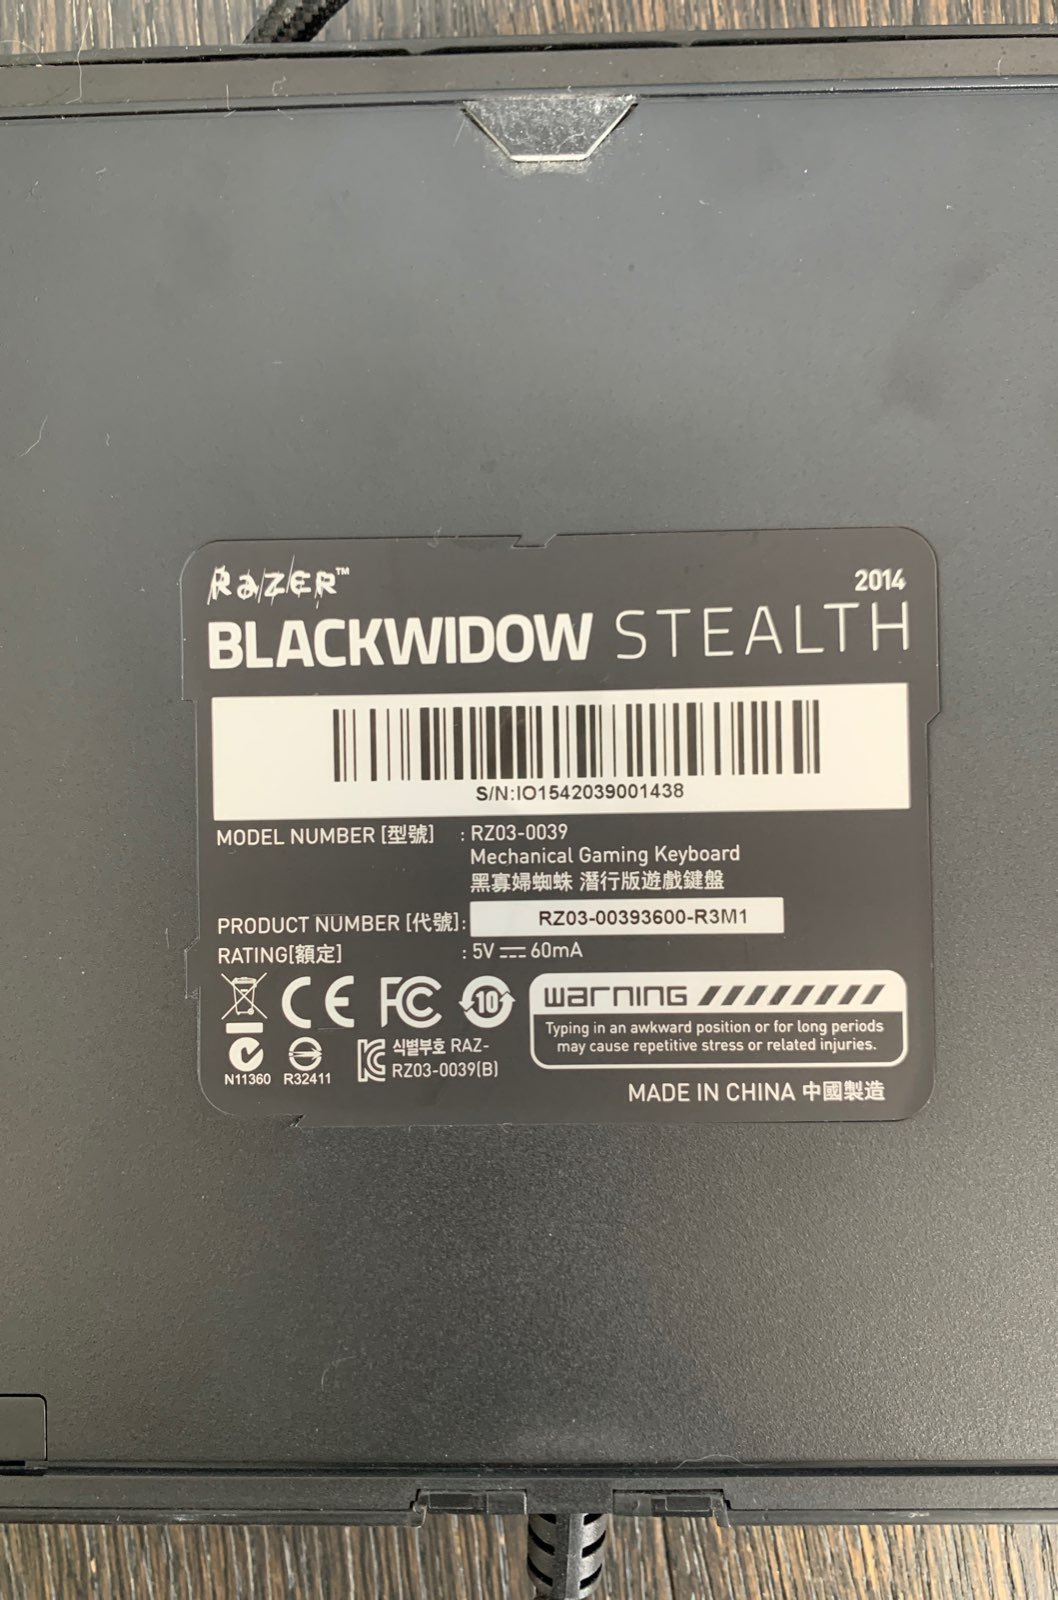 RAZER™
2014
BLACKWIDOW STEALTH
S/N:IO1542039001438
MODEL NUMBER [型號] : RZ03-0039
Mechanical Gaming Keyboard
黑寡婦蜘蛛 潛行版遊戲鍵盤
PRODUCT NUMBER [代號]: RZ03-00393600-R3M1
RATING[額定] : 5V ⎓ 60mA
CE FC 10
warning
Typing in an awkward position or for long periods
may cause repetitive stress or related injuries.
식별부호 RAZ-
RZ03-0039(B)
N11360 R32411
MADE IN CHINA 中國製造